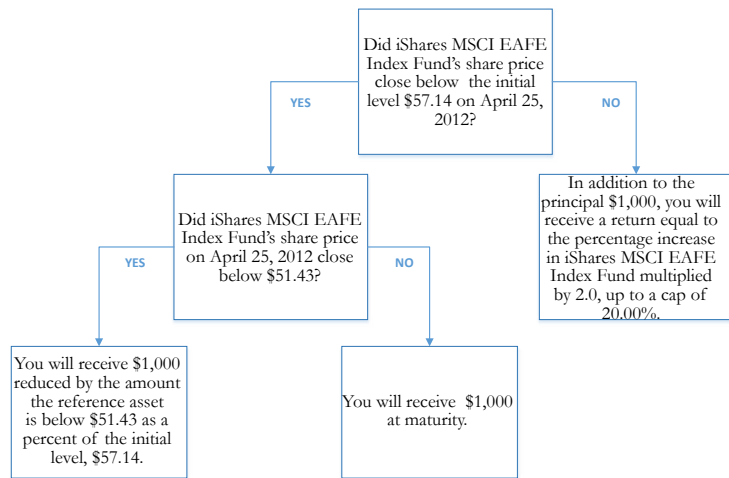 Did iShares MSCI EAFE
Index Fund's share price
close below the initial
level $57.14 on April 25,
2012?
YES
NO
Did iShares MSCI EAFE
Index Fund's share price
on April 25, 2012 close
below $51.43?
In addition to the
principal $1,000, you will
receive a return equal to
the percentage increase
in iShares MSCI EAFE
Index Fund multiplied
by 2.0, up to a cap of
20.00%.
YES
NO
You will receive $1,000
reduced by the amount
the reference asset
is below $51.43 as a
percent of the initial
level, $57.14.
You will receive $1,000
at maturity.